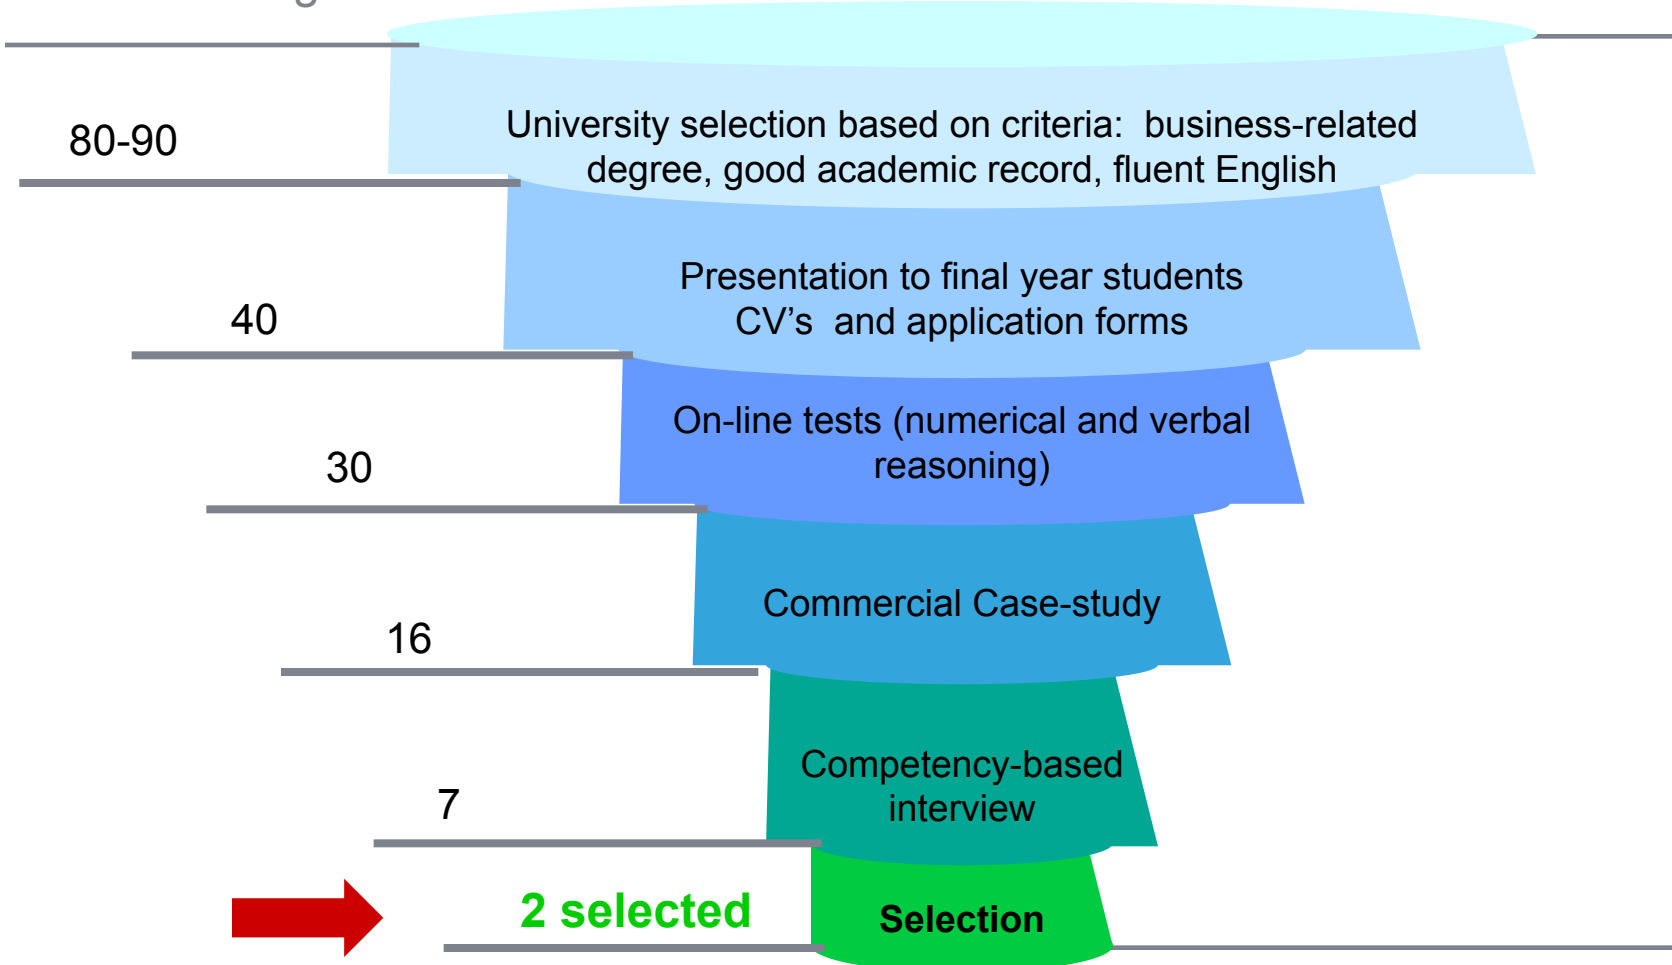 80-90
University selection based on criteria:  business-related
degree, good academic record, fluent English
40
Presentation to final year students
CV's  and application forms
30
On-line tests (numerical and verbal
reasoning)
16
Commercial Case-study
7
Competency-based
interview
2 selected
Selection